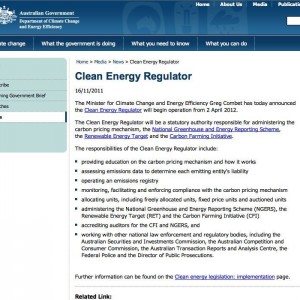 Home Media Publications
Australian Government
Department of Climate Change
and Energy Efficiency
ate change What the government is doing What you need to know What you can do
Home > Media > News > Clean Energy Regulator
Clean Energy Regulator
cribe
ning Government Brief
ches
e
16/11/2011
The Minister for Climate Change and Energy Efficiency Greg Combet has today announced
the Clean Energy Regulator will begin operation from 2 April 2012.
The Clean Energy Regulator will be a statutory authority responsible for administering the
carbon pricing mechanism, the National Greenhouse and Energy Reporting Scheme,
the Renewable Energy Target and the Carbon Farming Initiative.
The responsibilities of the Clean Energy Regulator include:
• providing education on the carbon pricing mechanism and how it works
• assessing emissions data to determine each emitting entity's liability
• operating an emissions registry
• monitoring, facilitating and enforcing compliance with the carbon pricing mechanism
• allocating units, including freely allocated units, fixed price units and auctioned units
• administering the National Greenhouse and Energy Reporting (NGERS), the Renewable
Energy Target (RET) and the Carbon Farming Initiative (CFI)
• accrediting auditors for the CFI and NGERS, and
• working with other national law enforcement and regulatory bodies, including the
Australian Securities and Investments Commission, the Australian Competition and
Consumer Commission, the Australian Transaction Reports and Analysis Centre, the
Federal Police and the Director of Public Prosecutions.
Further information can be found on the Clean energy legislation: implementation page.
Related Link: